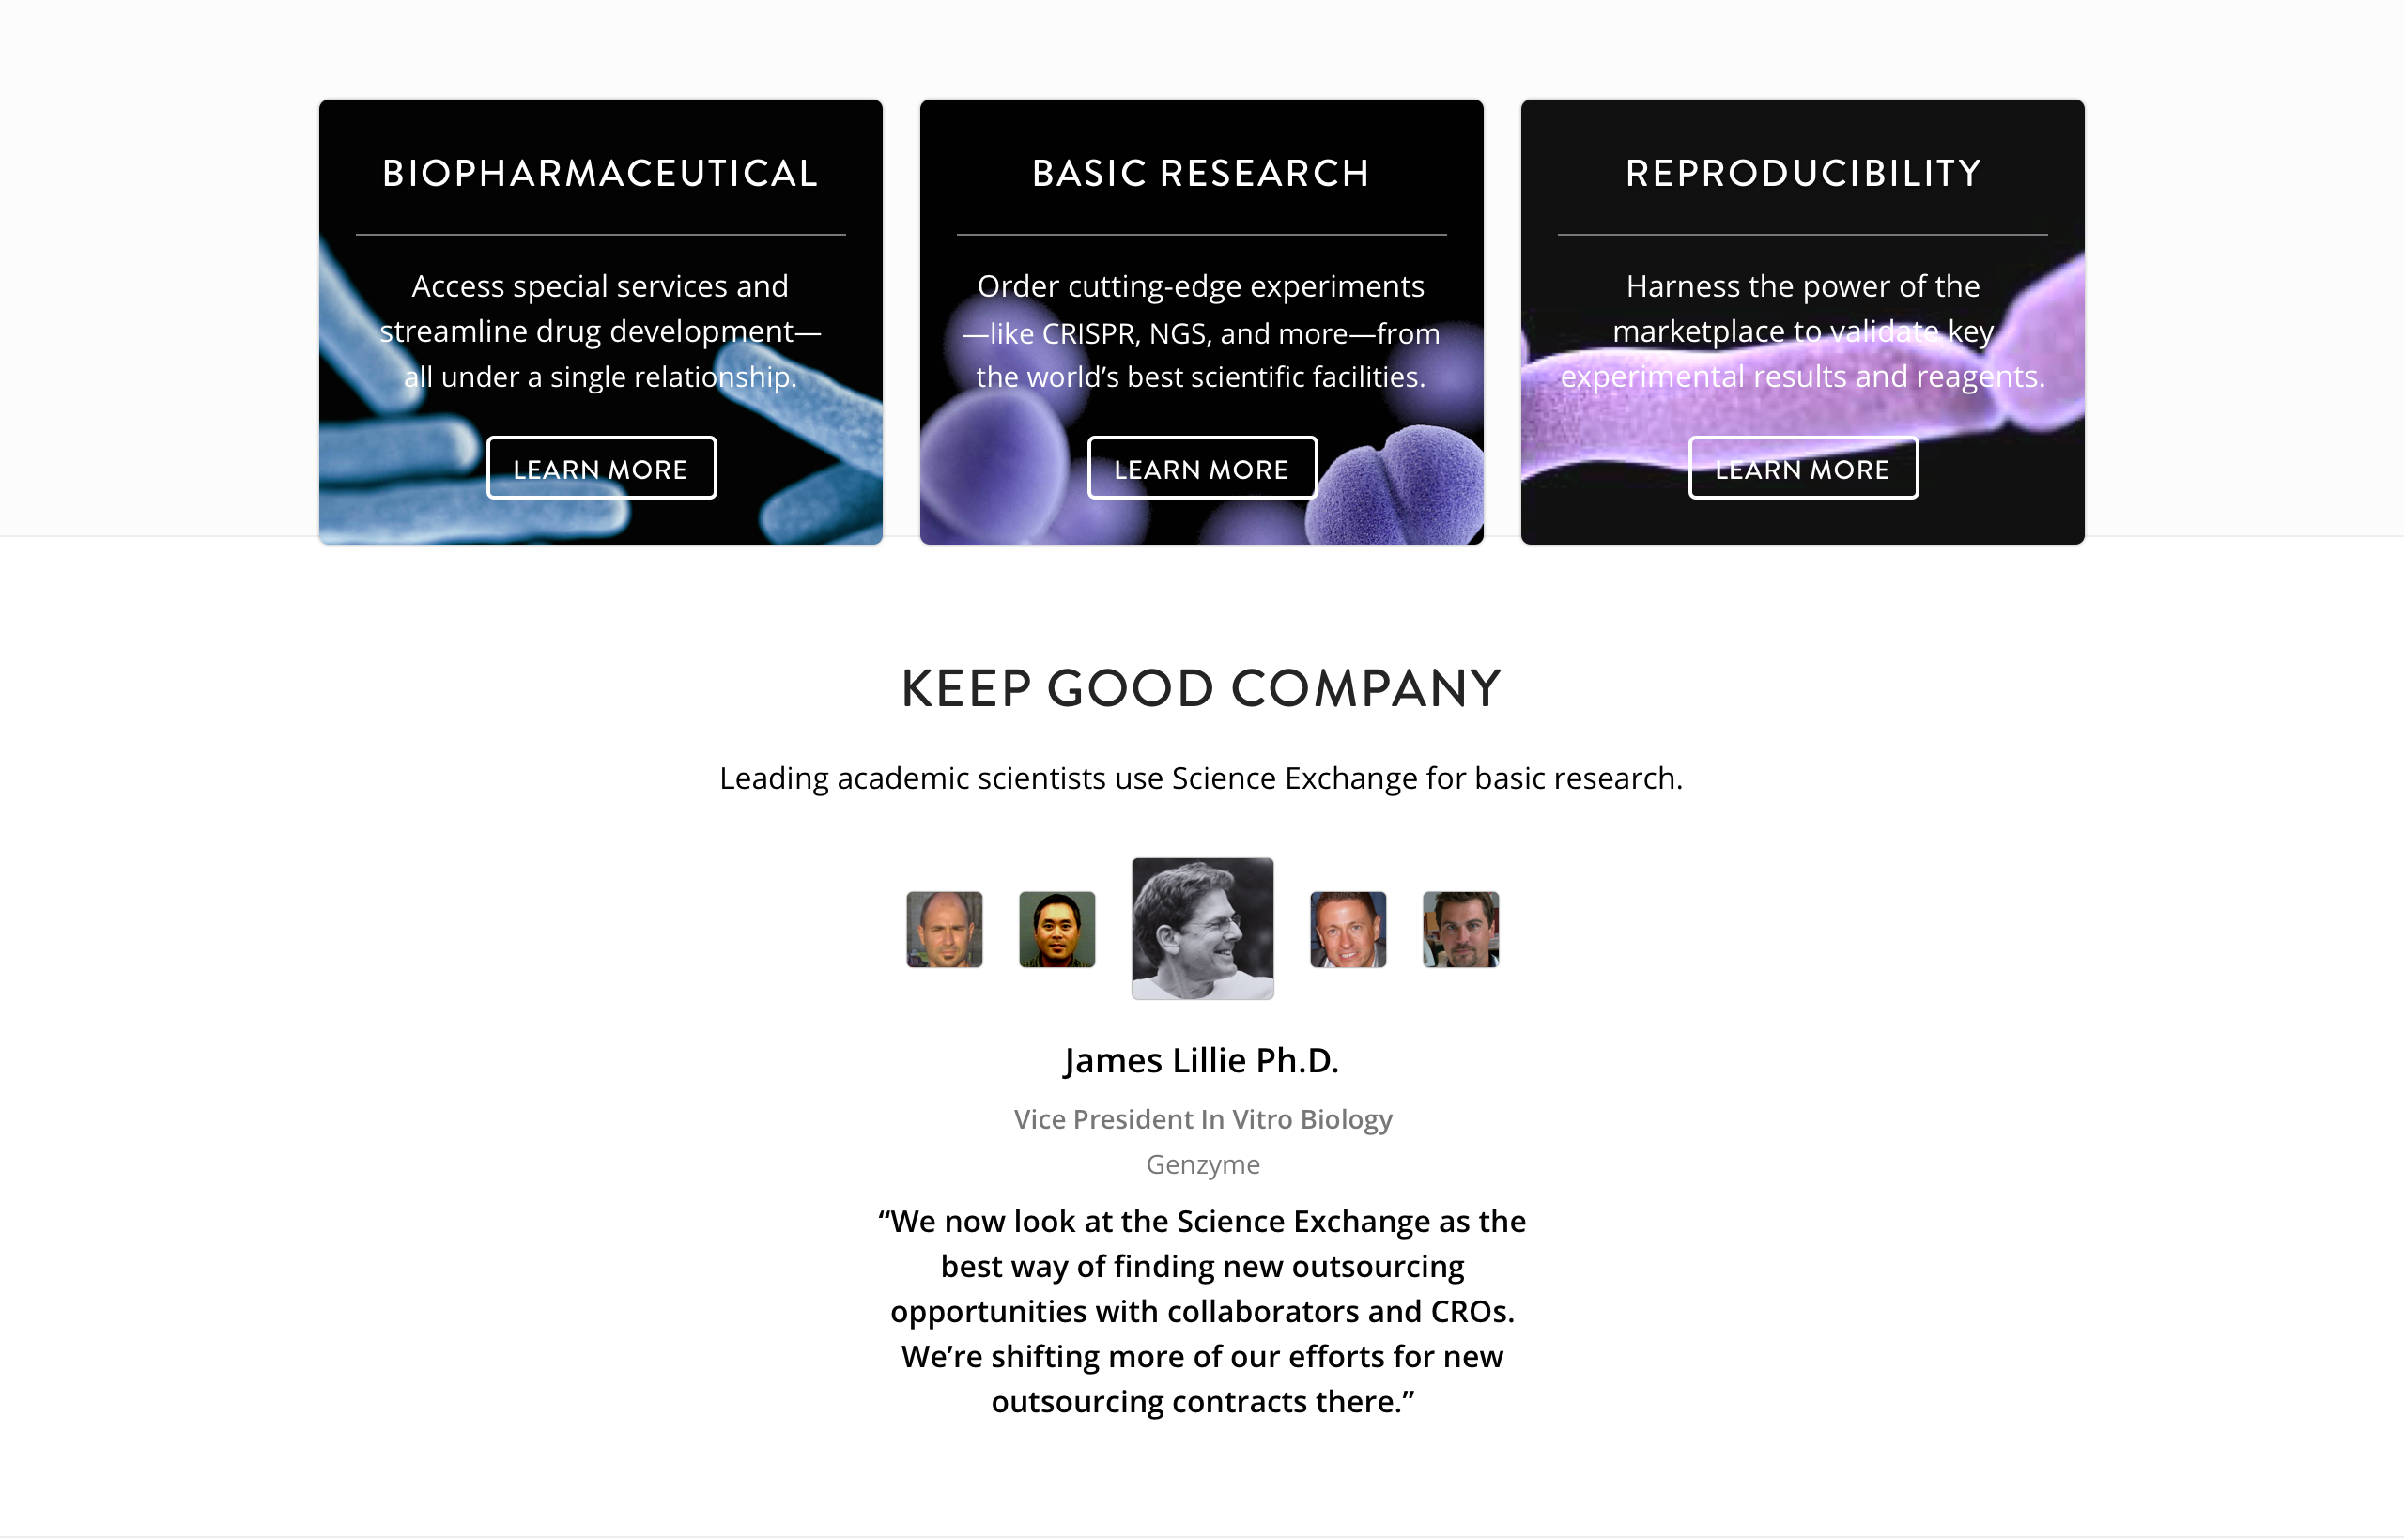 BIOPHARMACEUTICAL
Access special services and
streamline drug development—
all under a single relationship.
LEARN MORE
BASIC RESEARCH
Order cutting-edge experiments
—like CRISPR, NGS, and more—from
the world’s best scientific facilities.
LEARN MORE
REPRODUCIBILITY
Harness the power of the
marketplace to validate key
experimental results and reagents.
LEARN MORE
KEEP GOOD COMPANY
Leading academic scientists use Science Exchange for basic research.
James Lillie Ph.D.
Vice President In Vitro Biology
Genzyme
“We now look at the Science Exchange as the
best way of finding new outsourcing
opportunities with collaborators and CROs.
We’re shifting more of our efforts for new
outsourcing contracts there.”